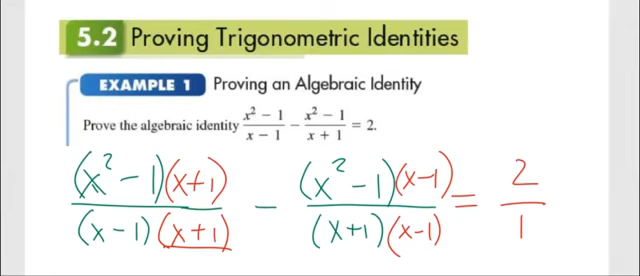 5.2 Proving Trigonometric Identities
EXAMPLE 1 Proving an Algebraic Identity
Prove the algebraic identity (x² − 1)/(x − 1) − (x² − 1)/(x + 1) = 2.
(x² − 1)(x+1)/(x − 1)(x+1) − (x² − 1)(x−1)/(x+1)(x−1) = 2/1